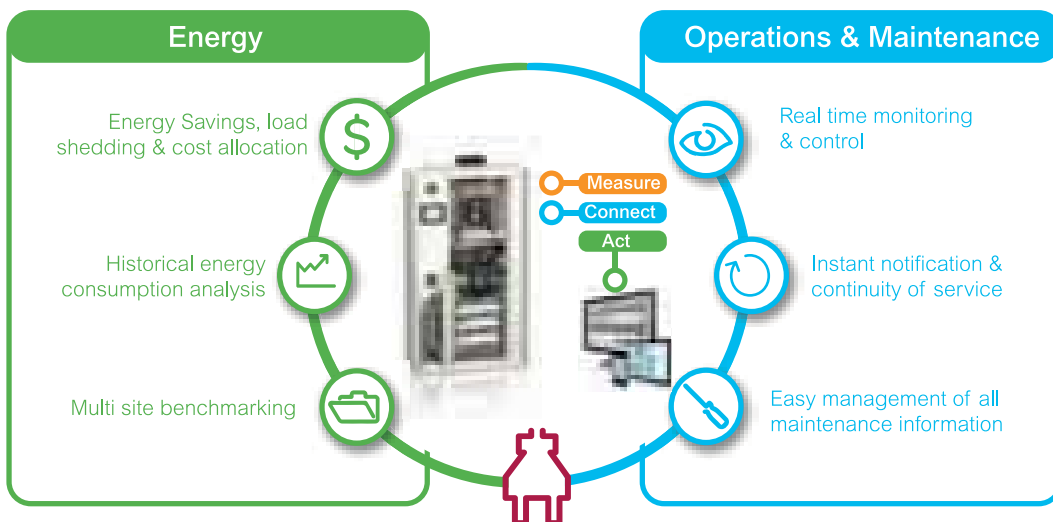 Energy
Energy Savings, load
shedding & cost allocation
Historical energy
consumption analysis
Multi site benchmarking
Measure
Connect
Act
Operations & Maintenance
Real time monitoring
& control
Instant notification &
continuity of service
Easy management of all
maintenance information